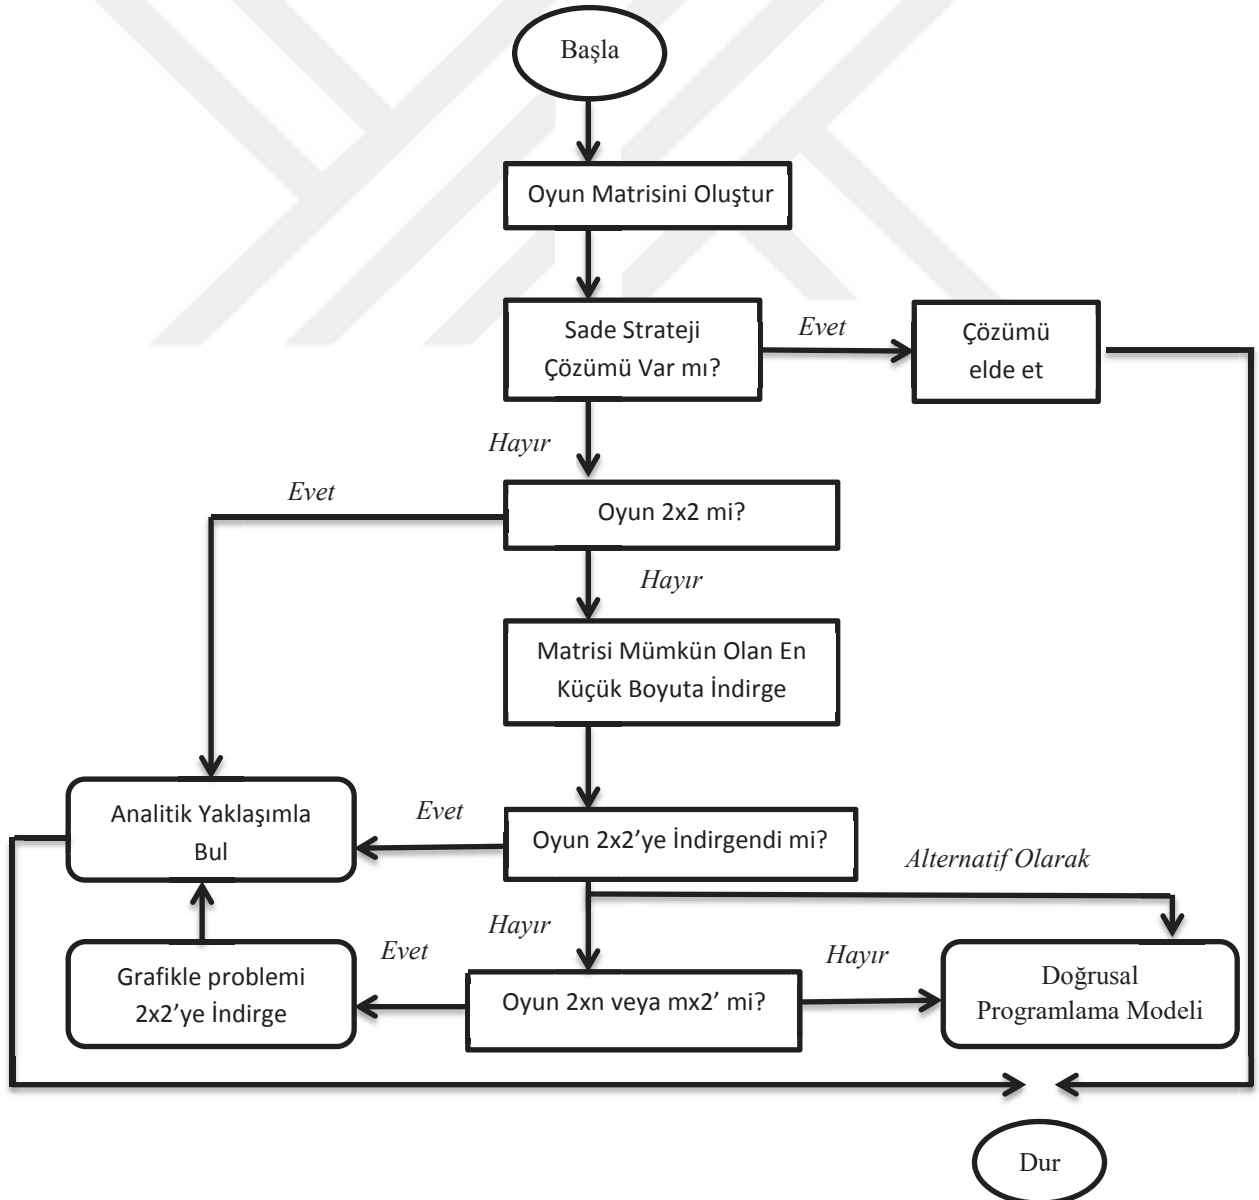 Başla
Oyun Matrisini Oluştur
Sade Strateji
Çözümü Var mı?
Evet
Çözümü
elde et
Hayır
Evet
Oyun 2x2 mi?
Hayır
Matrisi Mümkün Olan En
Küçük Boyuta İndirge
Analitik Yaklaşımla
Bul
Evet
Oyun 2x2’ye İndirgendi mi?
Alternatif Olarak
Hayır
Evet
Grafikle problemi
2x2’ye İndirge
Oyun 2xn veya mx2’ mi?
Hayır
Doğrusal
Programlama Modeli
Dur